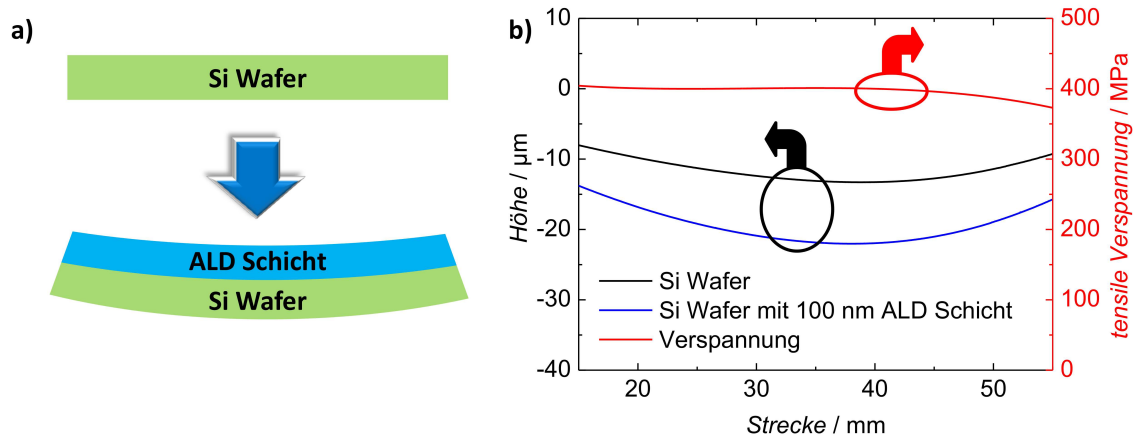 a)
Si Wafer
ALD Schicht
Si Wafer
b)
10
0
-10
-20
-30
-40
Höhe / µm
500
400
300
200
100
0
tensile Verspannung / MPa
Si Wafer
Si Wafer mit 100 nm ALD Schicht
Verspannung
20 30 40 50
Strecke / mm